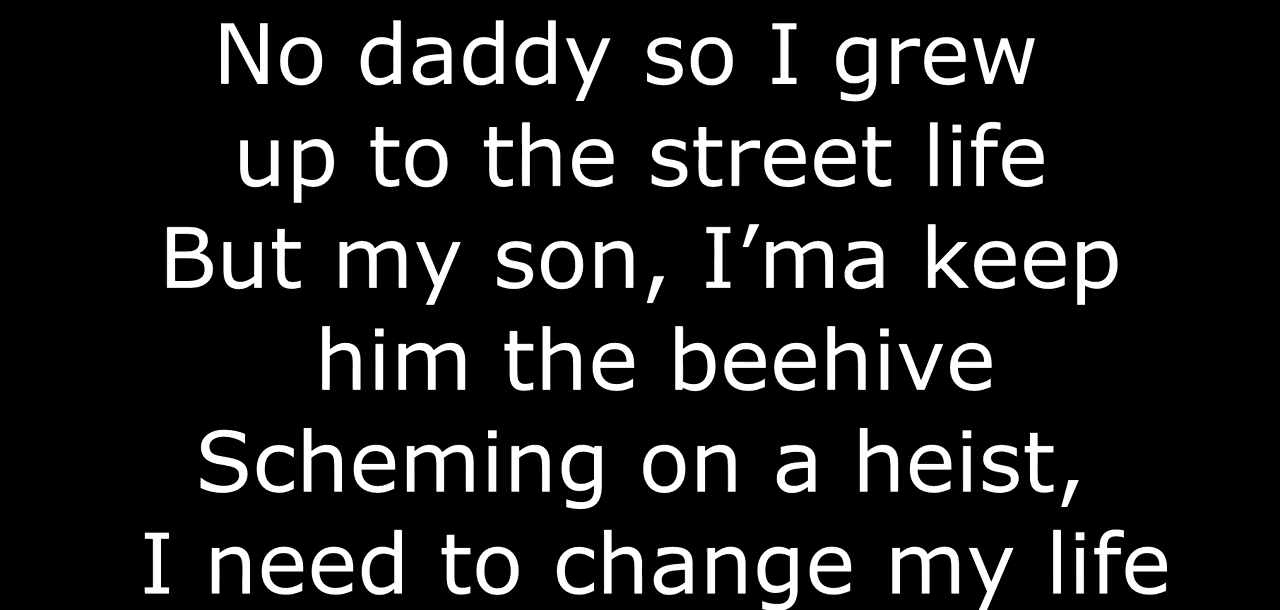 No daddy so I grew
up to the street life
But my son, I’ma keep
him the beehive
Scheming on a heist,
I need to change my life